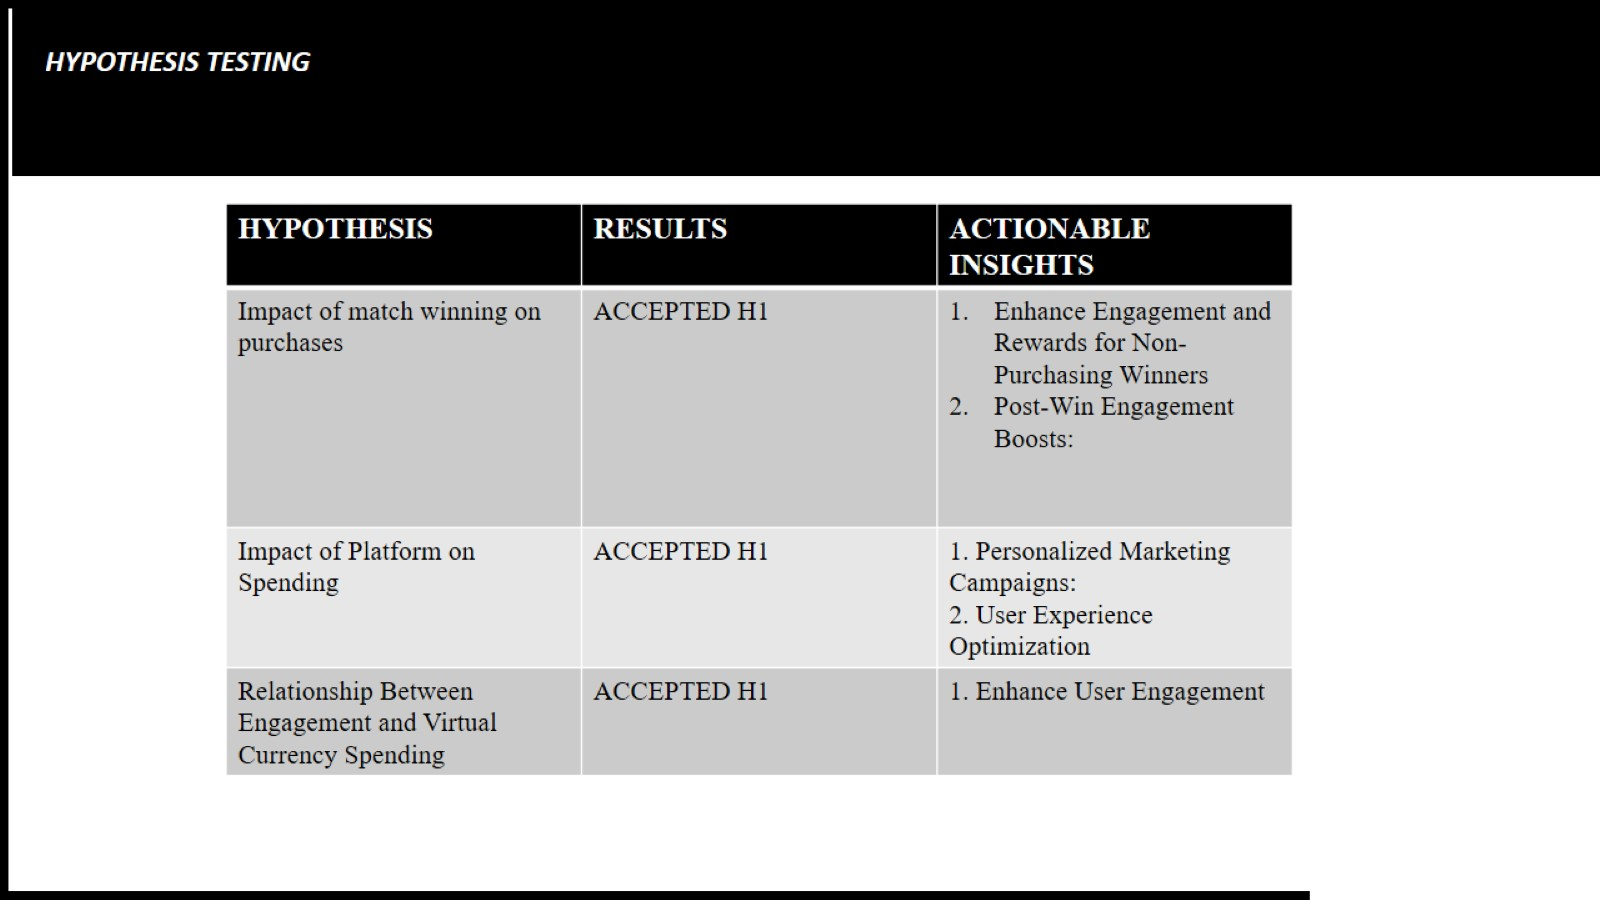 HYPOTHESIS TESTING
HYPOTHESIS
RESULTS
ACTIONABLE
INSIGHTS
Impact of match winning on
purchases
ACCEPTED H1
1. Enhance Engagement and
Rewards for Non-
Purchasing Winners
2. Post-Win Engagement
Boosts:
Impact of Platform on
Spending
ACCEPTED H1
1. Personalized Marketing
Campaigns:
2. User Experience
Optimization
Relationship Between
Engagement and Virtual
Currency Spending
ACCEPTED H1
1. Enhance User Engagement